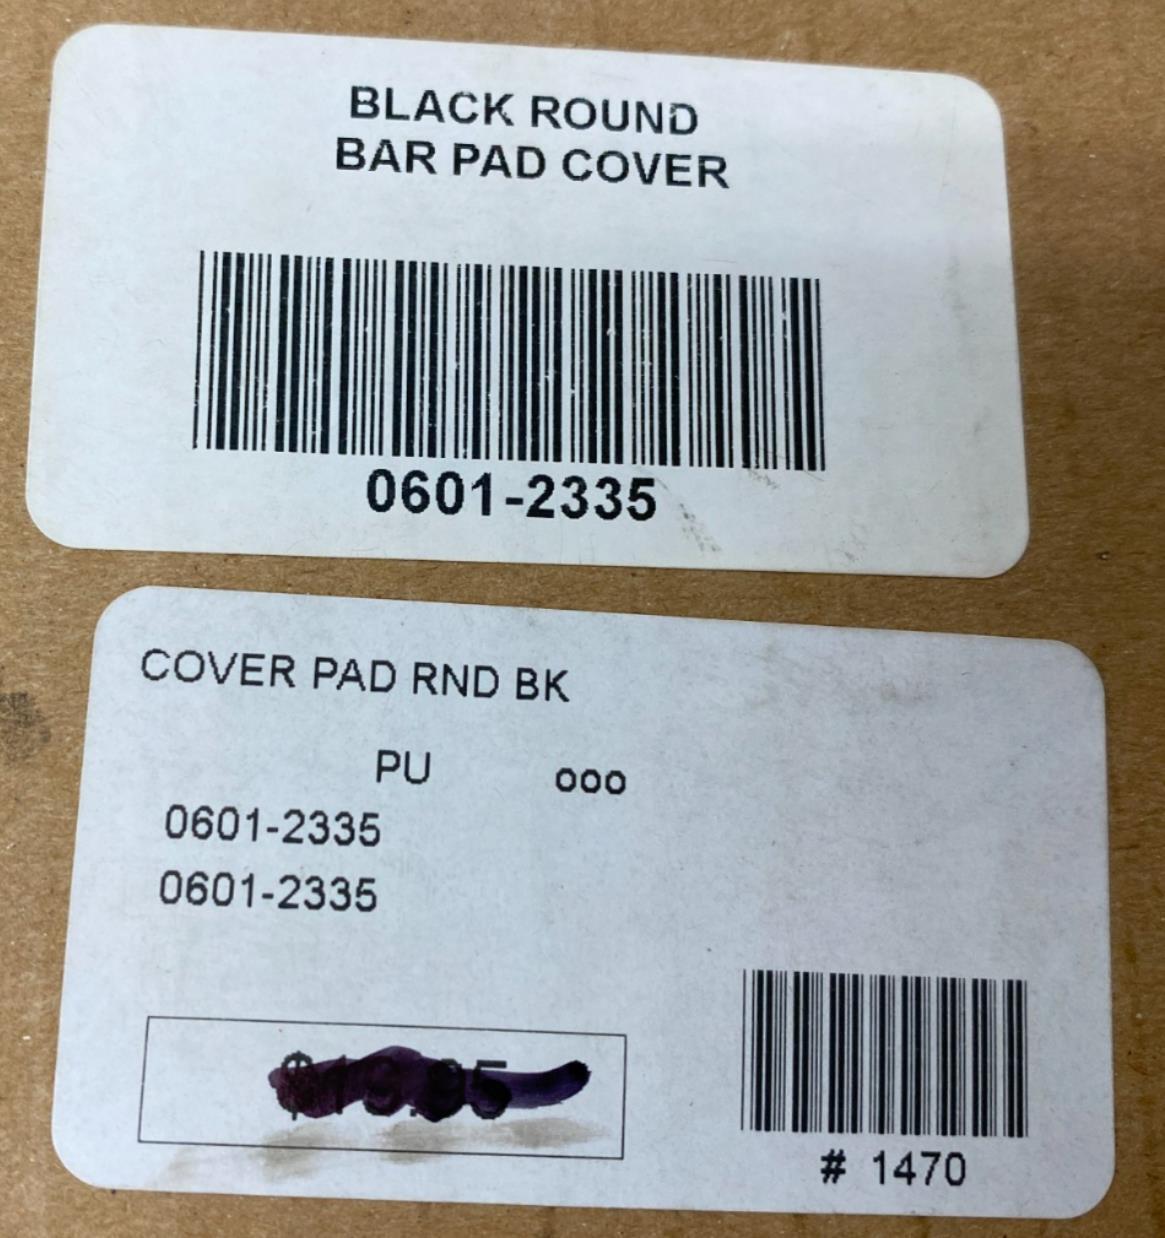 BLACK ROUND
BAR PAD COVER
0601-2335
COVER PAD RND BK
PU ooo
0601-2335
0601-2335
# 1470